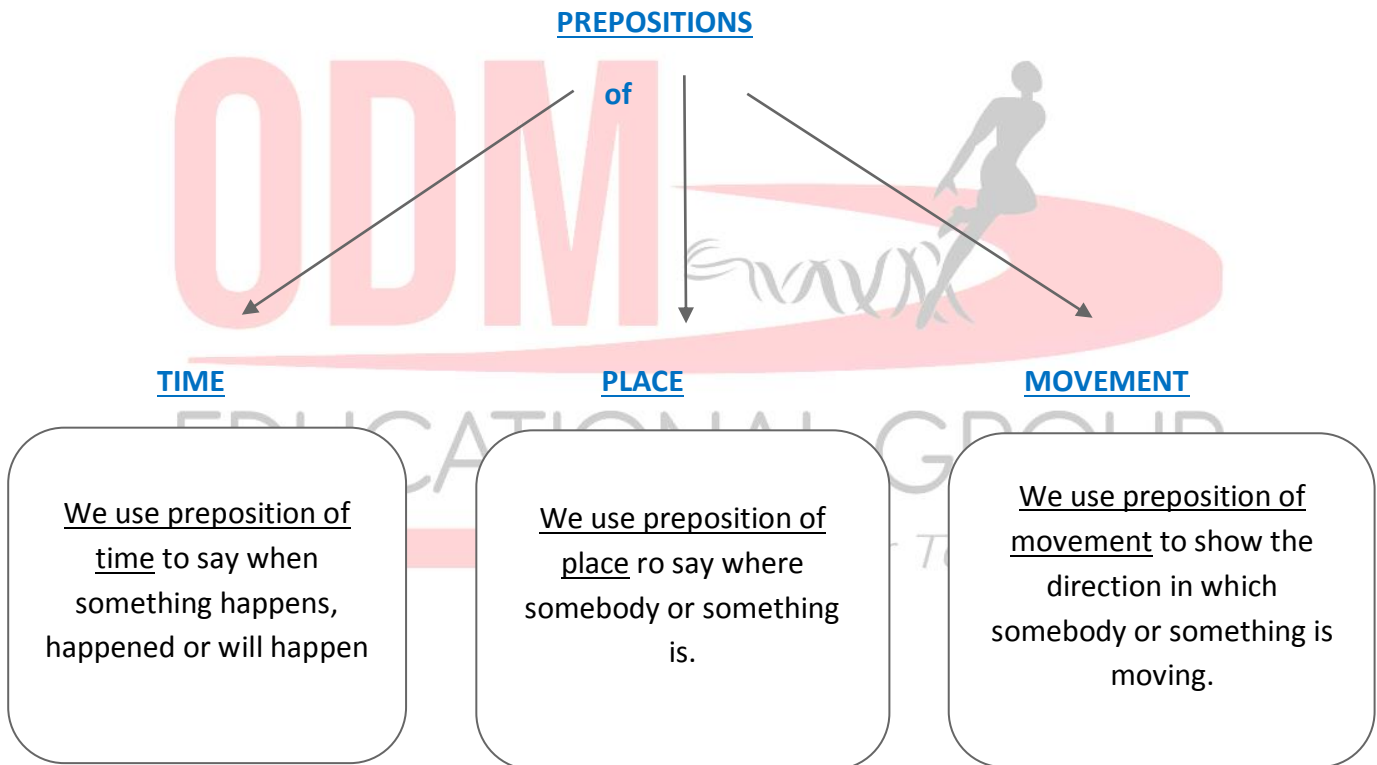 PREPOSITIONS
of
ODM
TIME
PLACE
MOVEMENT
EDUCATIONAL GROUP
We use preposition of
time to say when
something happens,
happened or will happen
We use preposition of
place ro say where
somebody or something
is.
We use preposition of
movement to show the
direction in which
somebody or something is
moving.